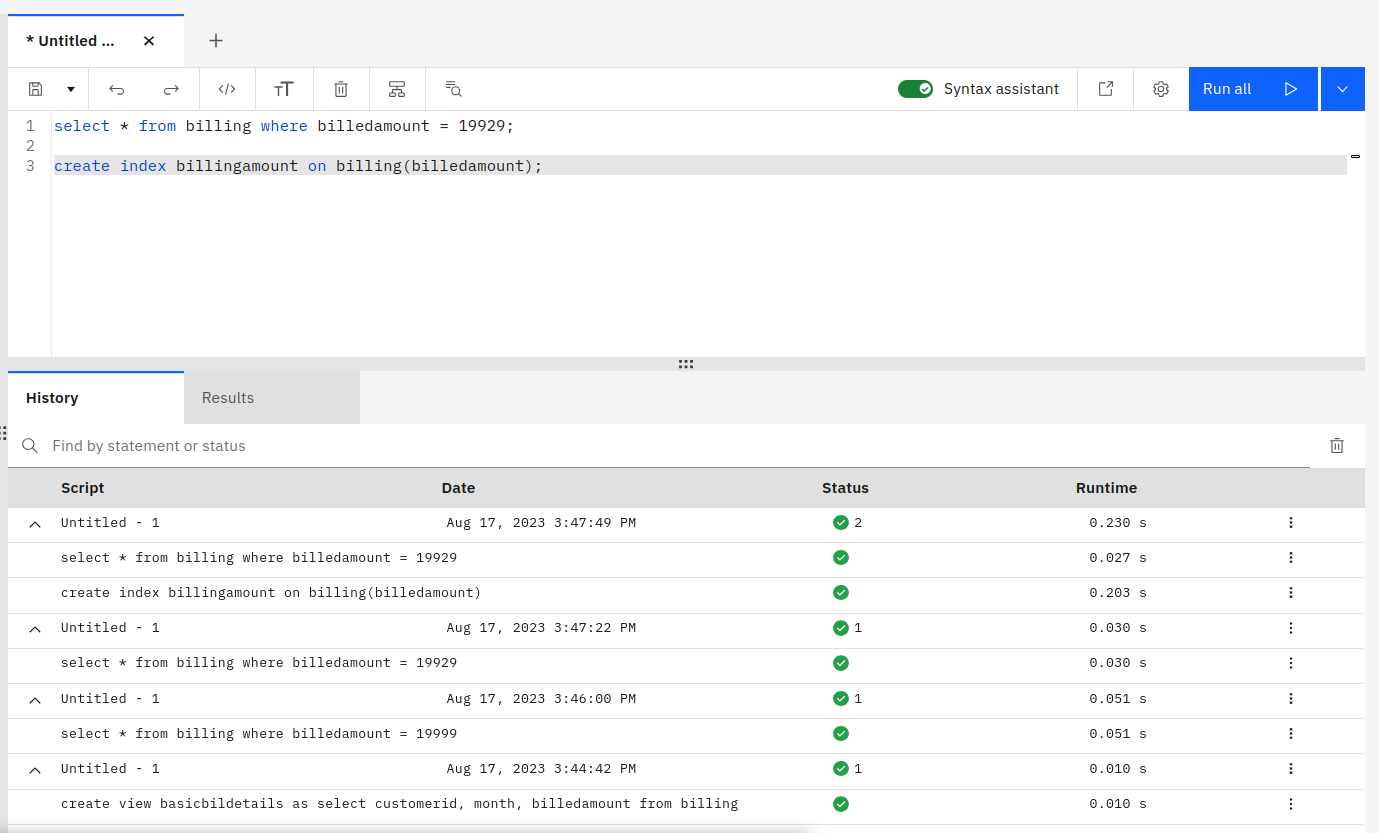 * Untitled ...
Syntax assistant
Run all
1 select * from billing where billedamount = 19929;
2
3 create index billingamount on billing(billedamount);
History Results
Find by statement or status
Script Date Status Runtime
Untitled - 1 Aug 17, 2023 3:47:49 PM 2 0.230 s
select * from billing where billedamount = 19929 0.027 s
create index billingamount on billing(billedamount) 0.203 s
Untitled - 1 Aug 17, 2023 3:47:22 PM 1 0.030 s
select * from billing where billedamount = 19929 0.030 s
Untitled - 1 Aug 17, 2023 3:46:00 PM 1 0.051 s
select * from billing where billedamount = 19999 0.051 s
Untitled - 1 Aug 17, 2023 3:44:42 PM 1 0.010 s
create view basicbildetails as select customerid, month, billedamount from billing 0.010 s